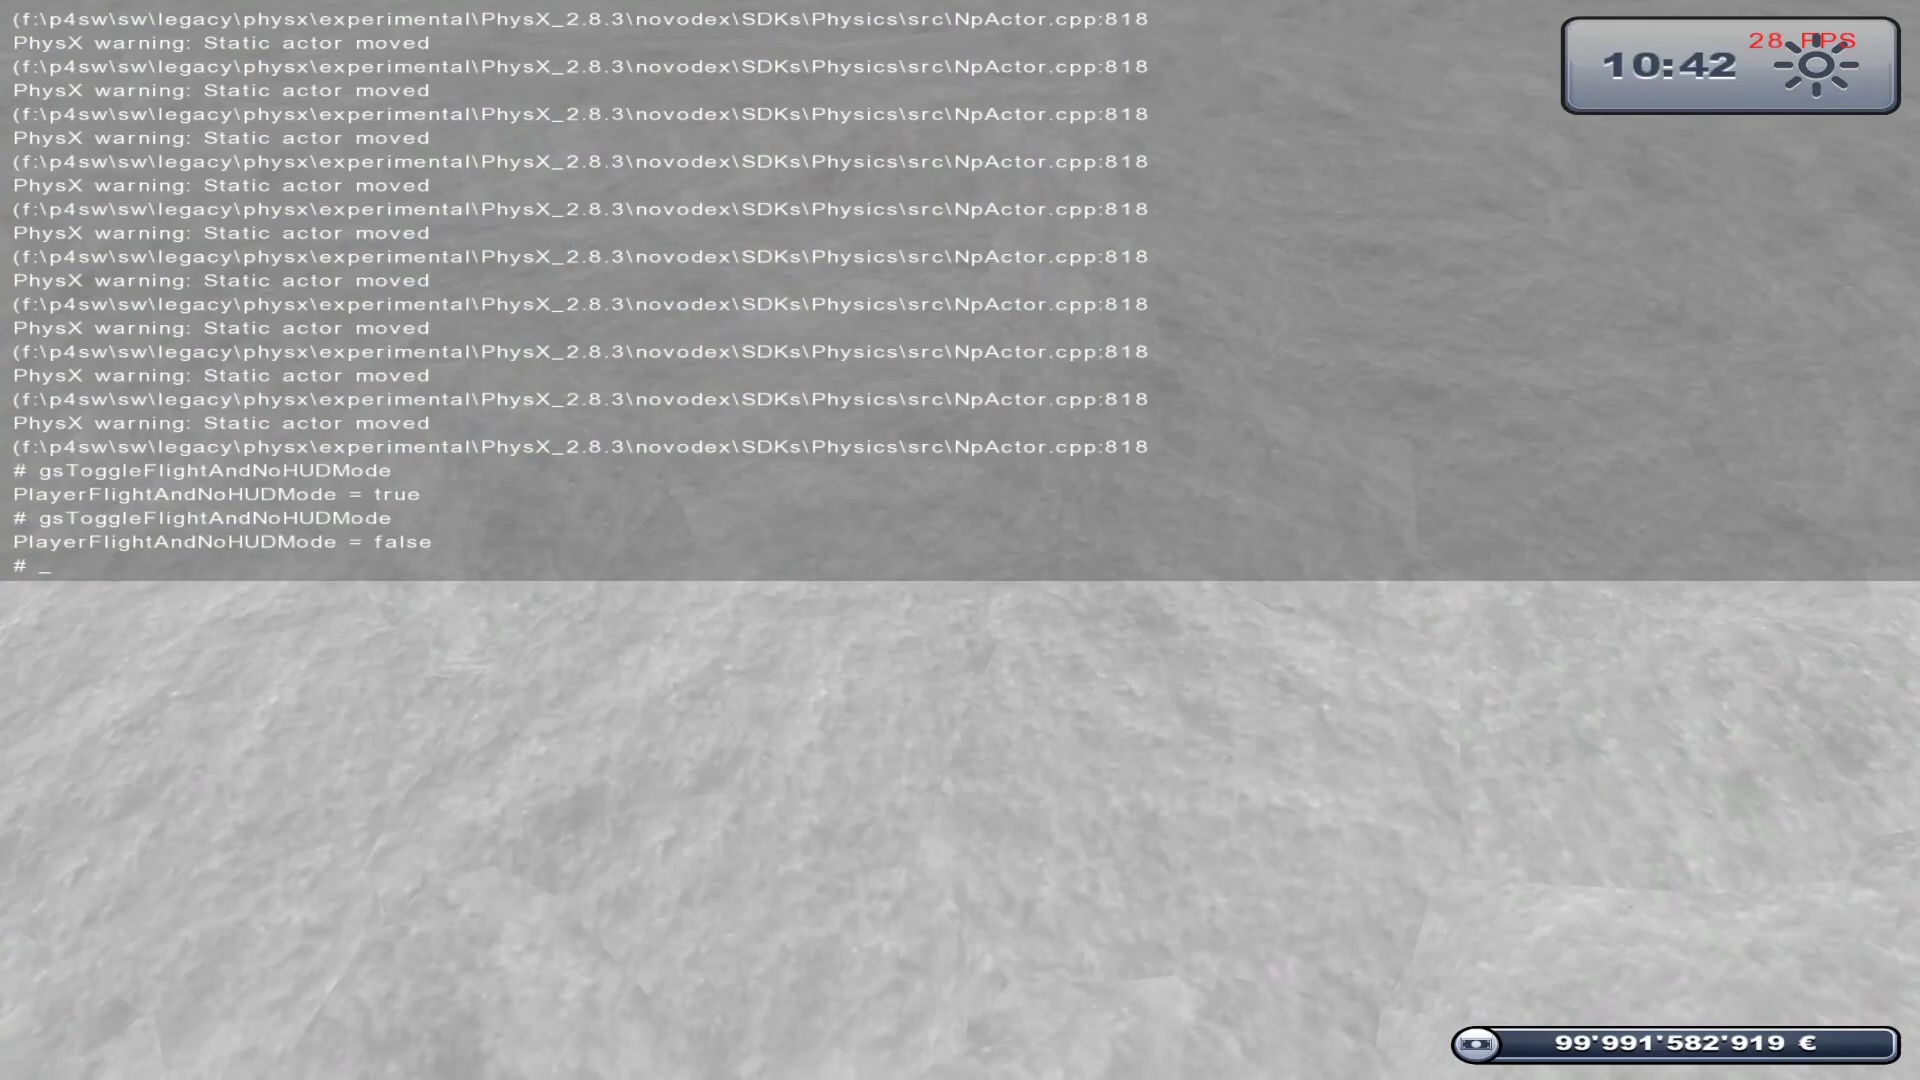 (f:\p4sw\sw\legacy\physx\experimental\PhysX_2.8.3\novodex\SDKs\Physics\src\NpActor.cpp:818
PhysX warning: Static actor moved
(f:\p4sw\sw\legacy\physx\experimental\PhysX_2.8.3\novodex\SDKs\Physics\src\NpActor.cpp:818
PhysX warning: Static actor moved
(f:\p4sw\sw\legacy\physx\experimental\PhysX_2.8.3\novodex\SDKs\Physics\src\NpActor.cpp:818
PhysX warning: Static actor moved
(f:\p4sw\sw\legacy\physx\experimental\PhysX_2.8.3\novodex\SDKs\Physics\src\NpActor.cpp:818
PhysX warning: Static actor moved
(f:\p4sw\sw\legacy\physx\experimental\PhysX_2.8.3\novodex\SDKs\Physics\src\NpActor.cpp:818
PhysX warning: Static actor moved
(f:\p4sw\sw\legacy\physx\experimental\PhysX_2.8.3\novodex\SDKs\Physics\src\NpActor.cpp:818
PhysX warning: Static actor moved
(f:\p4sw\sw\legacy\physx\experimental\PhysX_2.8.3\novodex\SDKs\Physics\src\NpActor.cpp:818
PhysX warning: Static actor moved
(f:\p4sw\sw\legacy\physx\experimental\PhysX_2.8.3\novodex\SDKs\Physics\src\NpActor.cpp:818
PhysX warning: Static actor moved
(f:\p4sw\sw\legacy\physx\experimental\PhysX_2.8.3\novodex\SDKs\Physics\src\NpActor.cpp:818
PhysX warning: Static actor moved
(f:\p4sw\sw\legacy\physx\experimental\PhysX_2.8.3\novodex\SDKs\Physics\src\NpActor.cpp:818
# gsToggleFlightAndNoHUDMode
PlayerFlightAndNoHUDMode = true
# gsToggleFlightAndNoHUDMode
PlayerFlightAndNoHUDMode = false
# _
28 FPS
10:42
99'991'582'919 €